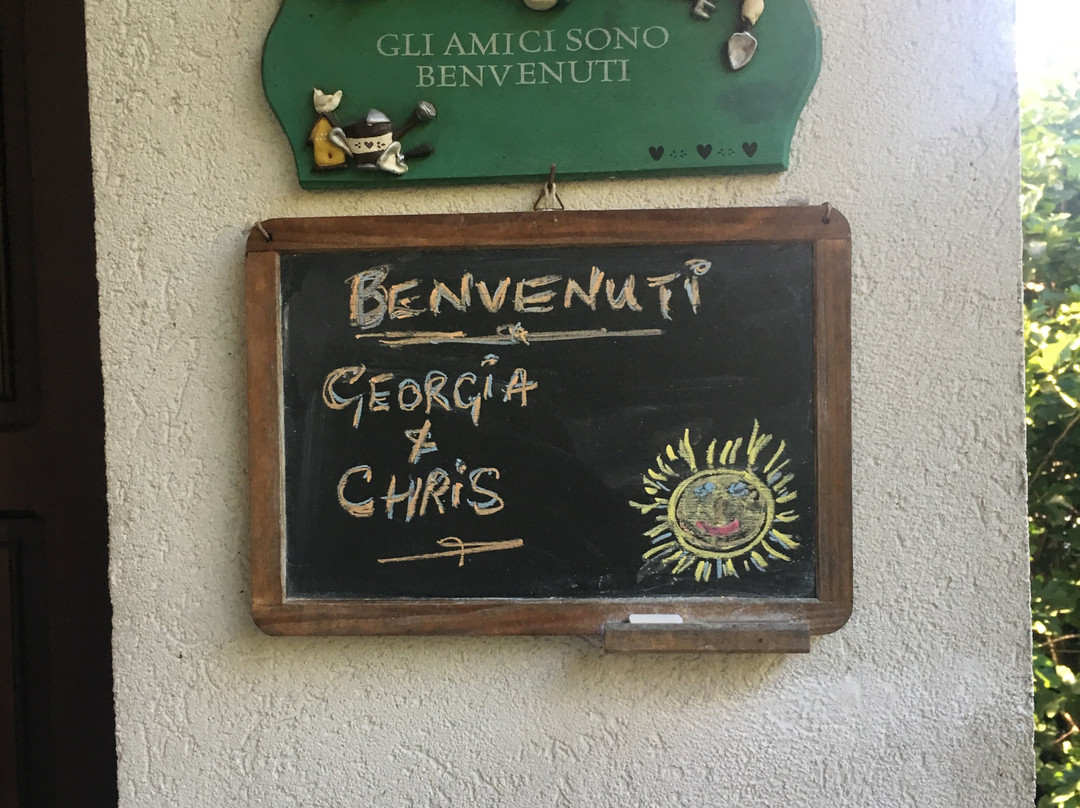 GLI AMICI SONO
BENVENUTI
BENVENUTi
GEORGiA
&
CHRiS